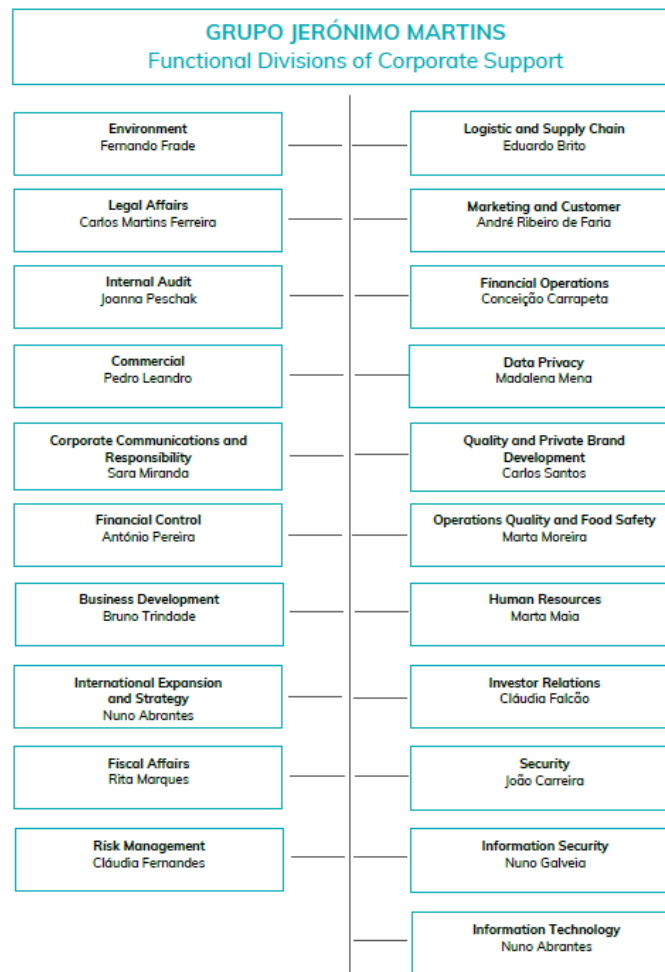 GRUPO JERÓNIMO MARTINS
Functional Divisions of Corporate Support
Environment
Fernando Frade
Logistic and Supply Chain
Eduardo Brito
Legal Affairs
Carlos Martins Ferreira
Marketing and Customer
André Ribeiro de Faria
Internal Audit
Joanna Peschak
Financial Operations
Conceição Carrapeta
Commercial
Pedro Leandro
Data Privacy
Madalena Mena
Corporate Communications and
Responsibility
Sara Miranda
Quality and Private Brand
Development
Carlos Santos
Financial Control
António Pereira
Operations Quality and Food Safety
Marta Moreira
Business Development
Bruno Trindade
Human Resources
Marta Maia
International Expansion
and Strategy
Nuno Abrantes
Investor Relations
Cláudia Falcão
Fiscal Affairs
Rita Marques
Security
João Carreira
Risk Management
Cláudia Fernandes
Information Security
Nuno Galveia
Information Technology
Nuno Abrantes